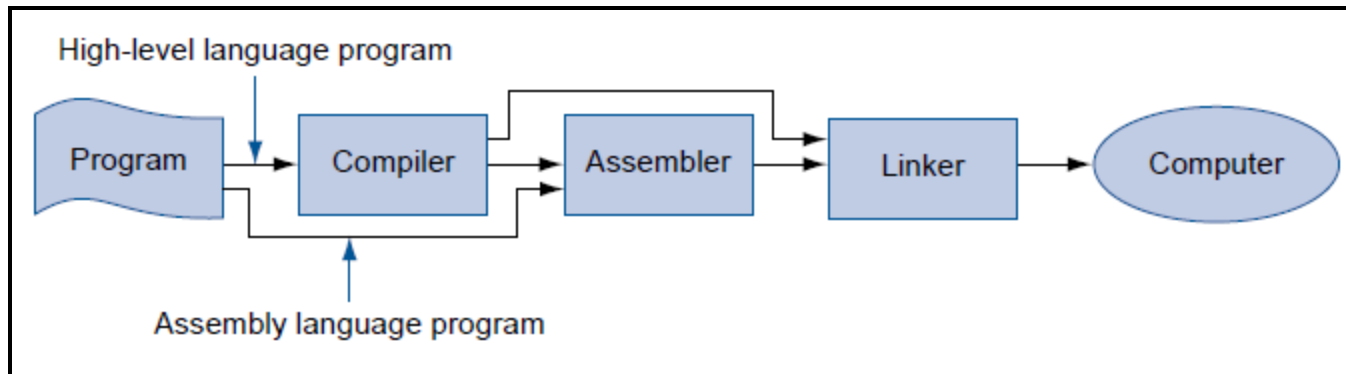 High-level language program
Program
Compiler
Assembler
Linker
Computer
Assembly language program